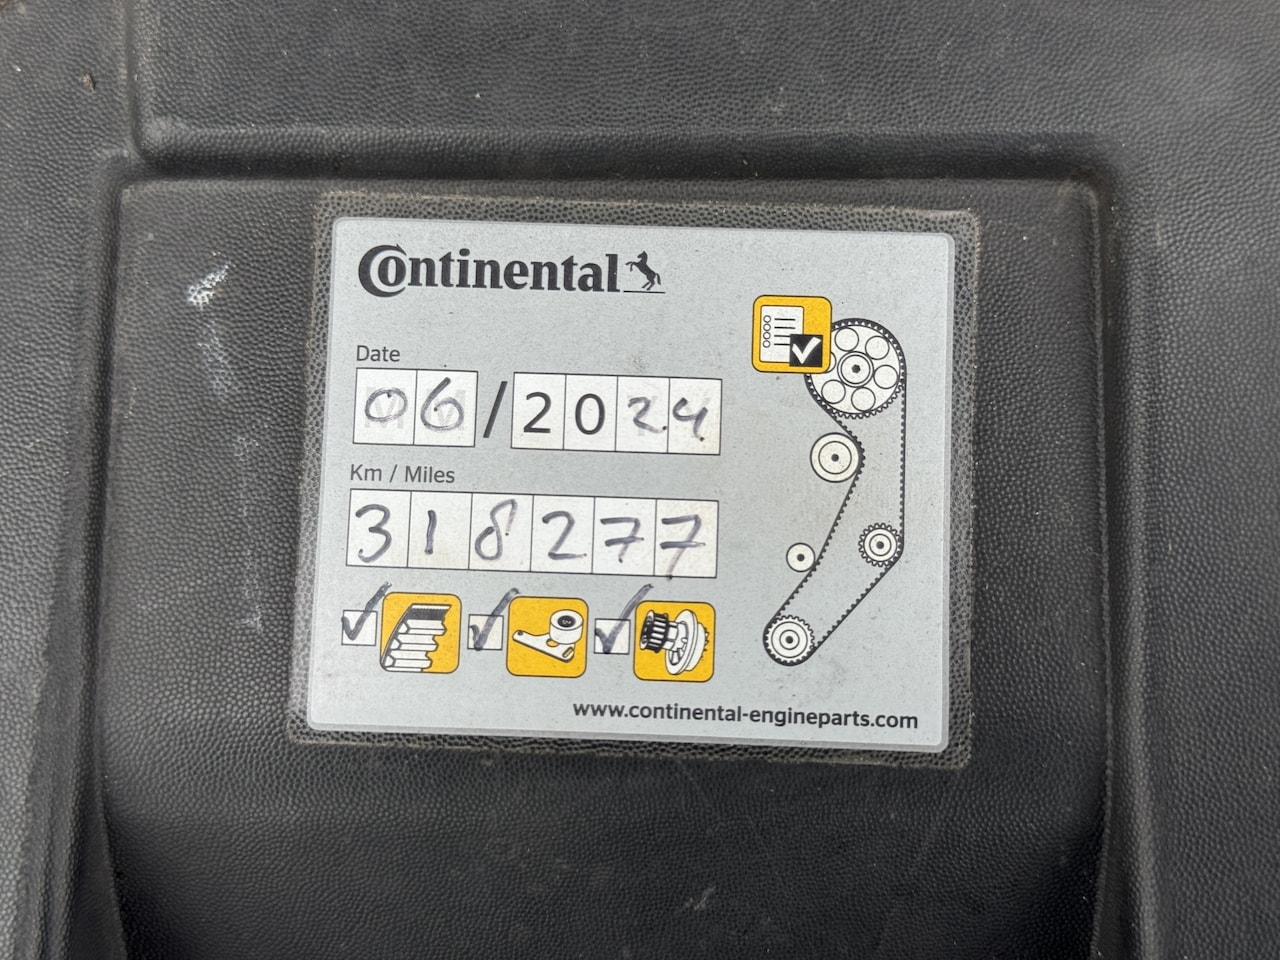 Continental
Date
06/2024
Km / Miles
318277
www.continental-engineparts.com